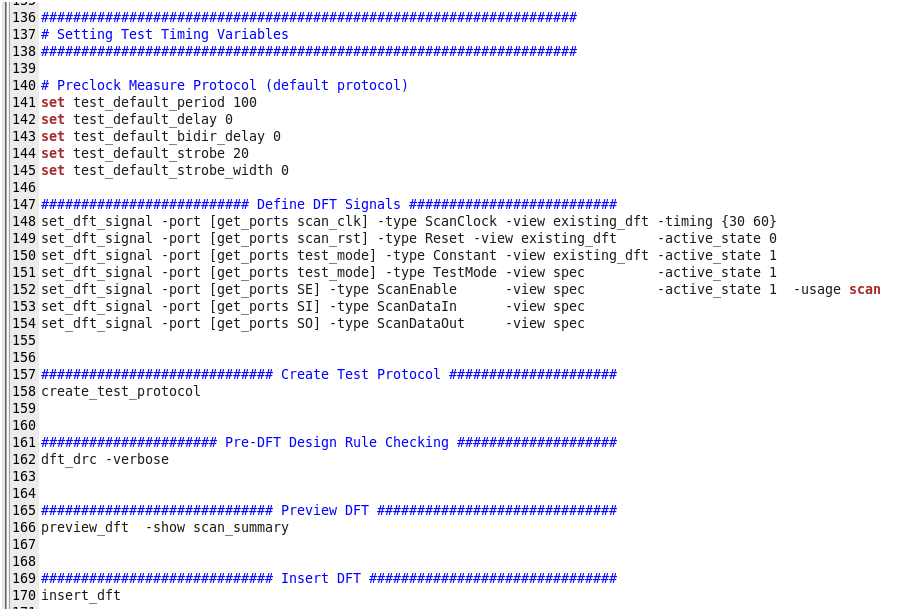 136 ###################################################################
137 # Setting Test Timing Variables
138 ###################################################################
139
140 # Preclock Measure Protocol (default protocol)
141 set test_default_period 100
142 set test_default_delay 0
143 set test_default_bidir_delay 0
144 set test_default_strobe 20
145 set test_default_strobe_width 0
146
147 ########################## Define DFT Signals ##########################
148 set_dft_signal -port [get_ports scan_clk] -type ScanClock -view existing_dft -timing {30 60}
149 set_dft_signal -port [get_ports scan_rst] -type Reset -view existing_dft     -active_state 0
150 set_dft_signal -port [get_ports test_mode] -type Constant -view existing_dft -active_state 1
151 set_dft_signal -port [get_ports test_mode] -type TestMode -view spec         -active_state 1
152 set_dft_signal -port [get_ports SE] -type ScanEnable      -view spec         -active_state 1  -usage scan
153 set_dft_signal -port [get_ports SI] -type ScanDataIn      -view spec
154 set_dft_signal -port [get_ports SO] -type ScanDataOut     -view spec
155
156
157 ############################# Create Test Protocol #####################
158 create_test_protocol
159
160
161 ###################### Pre-DFT Design Rule Checking ####################
162 dft_drc -verbose
163
164
165 ############################# Preview DFT ##############################
166 preview_dft  -show scan_summary
167
168
169 ############################# Insert DFT ###############################
170 insert_dft